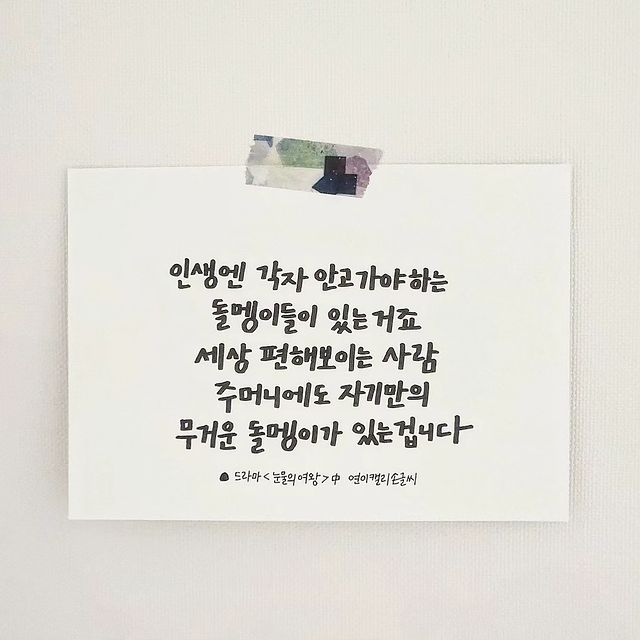 인생엔 각자 안고가야하는
돌멩이들이 있는거죠
세상 편해보이는 사람
주머니에도 자기만의
무거운 돌멩이가 있는겁니다
드라마 <눈물의여왕> 中 연이캘리손글씨